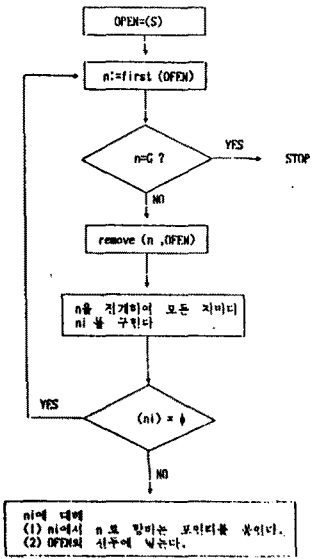 OPEN=(S)
n:=first (OPEN)
n=G ?
YES
STOP
NO
remove (n ,OPEN)
n을 전개하여 모든 자마디
ni 를 구한다
YES
(ni) = ϕ
NO
ni에 대해
(1) ni에서 n 로 향하는 포인터를 붙인다.
(2) OPEN의 선두에 넣는다.